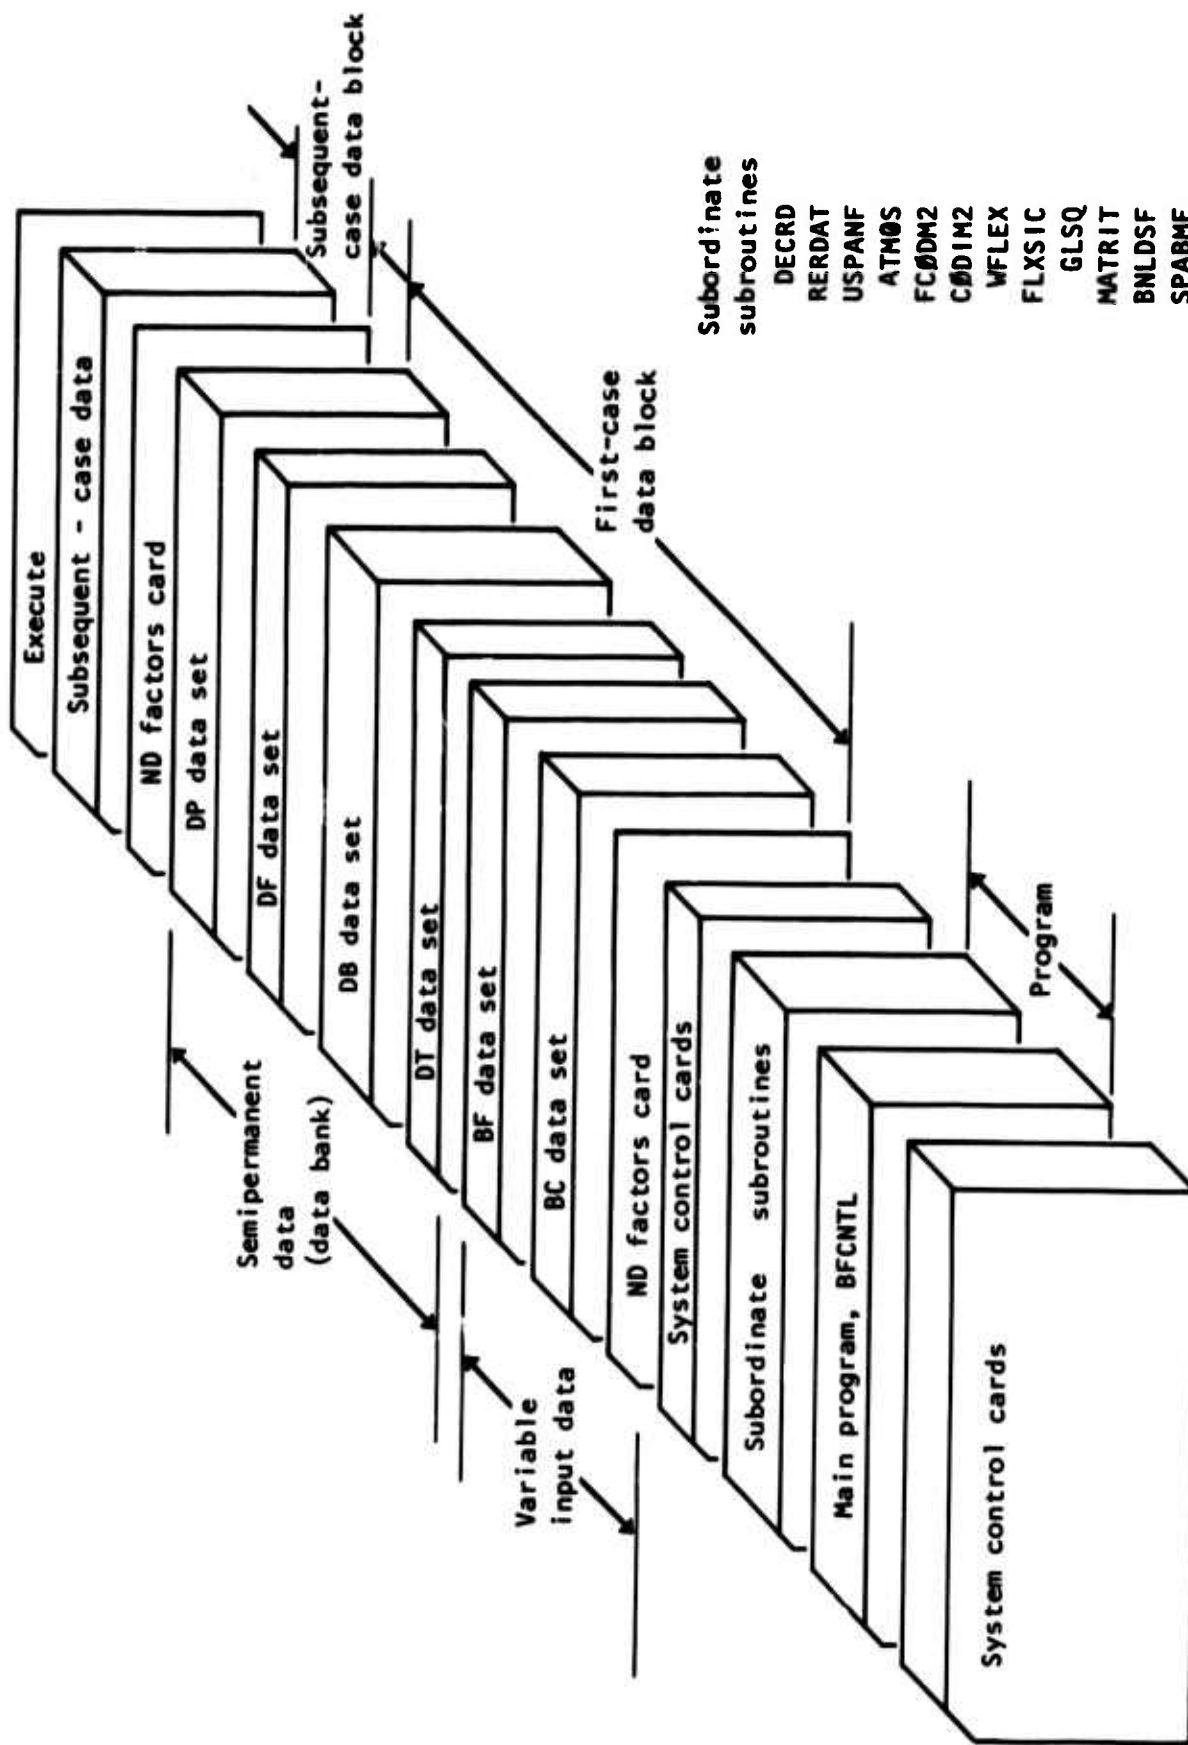 Execute
Subsequent - case data
ND factors card
DP data set
DF data set
DB data set
DT data set
BF data set
BC data set
ND factors card
System control cards
Subordinate subroutines
Main program, BFCNTL
System control cards
Semipermanent
data
(data bank)
Variable
input data
Subsequent-
case data block
First-case
data block
Program
Subordinate
subroutines
DECRD
RERDAT
USPANF
ATMØS
FCØDM2
CØDIM2
WFLEX
FLXSIC
GLSQ
MATRIT
BNLDSF
SPABMF